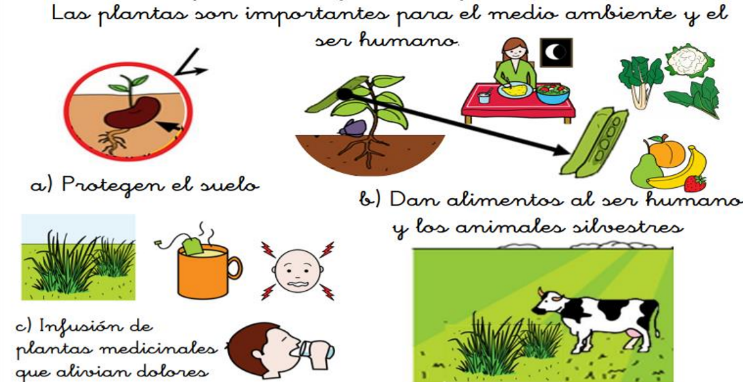 Las plantas son importantes para el medio ambiente y el
ser humano.
a) Protegen el suelo
b) Dan alimentos al ser humano
y los animales silvestres
c) Infusión de
plantas medicinales
que alivian dolores